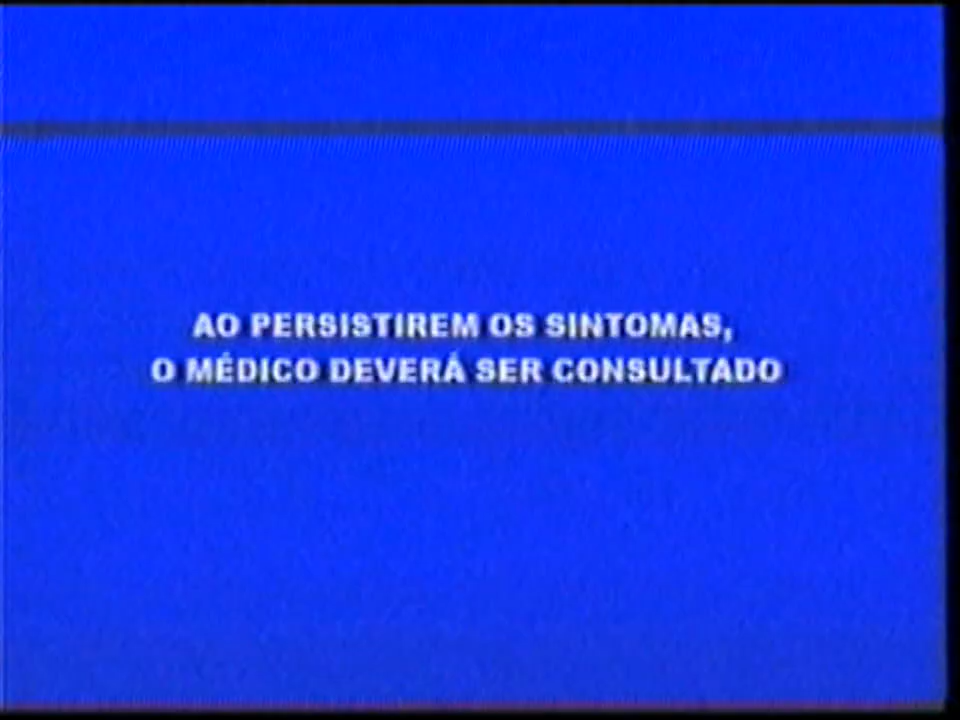 AO PERSISTIREM OS SINTOMAS,
O MÉDICO DEVERÁ SER CONSULTADO